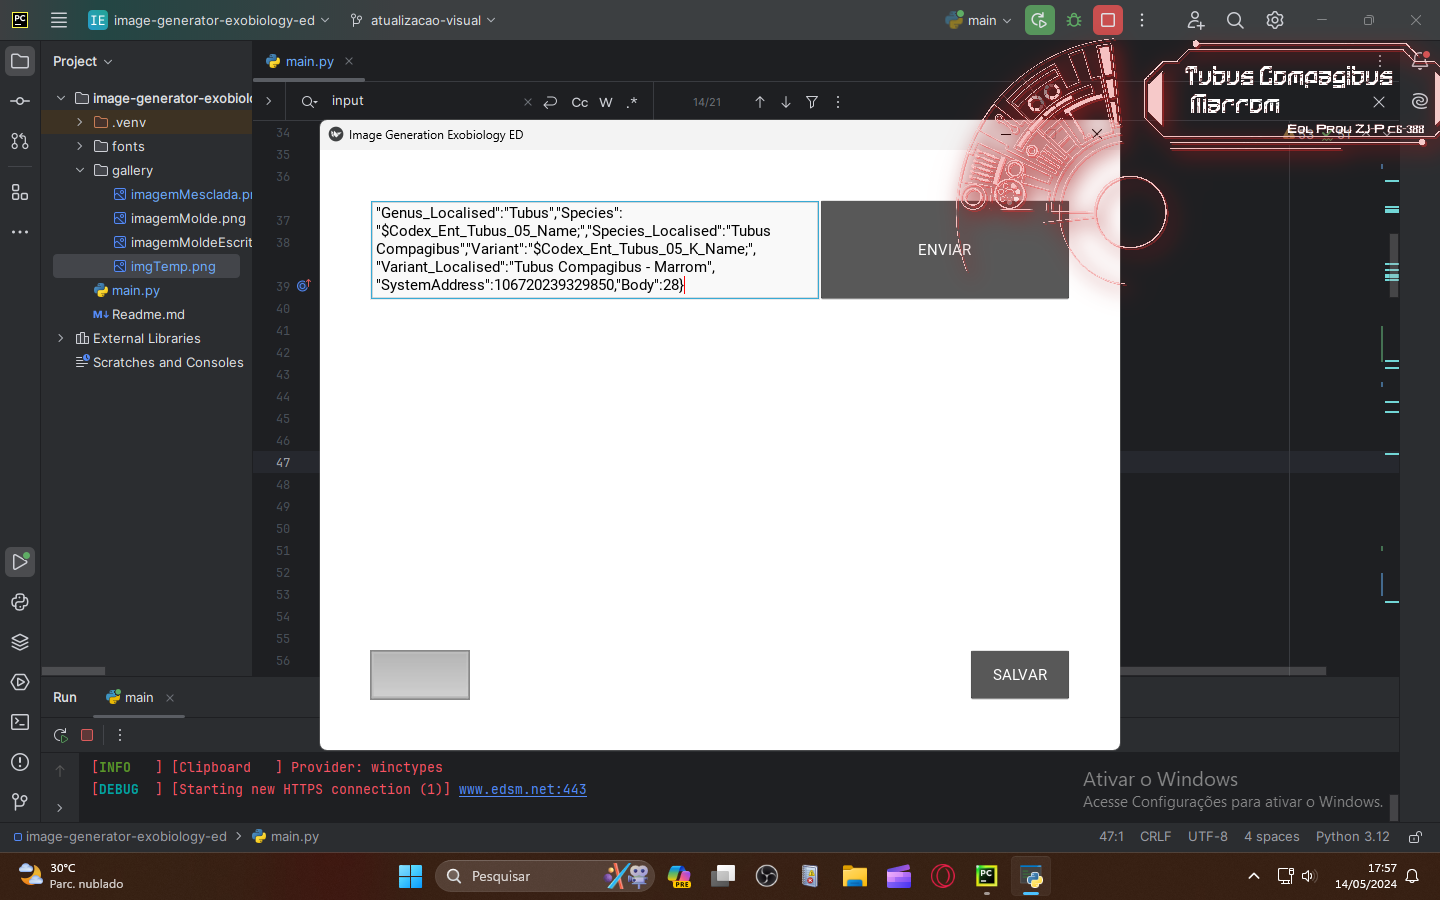 PC
IE image-generator-exobiology-ed
atualizacao-visual
main
Project
main.py
input
Cc W .*
14/21
Tubus Compagibus
Marrom
Eol Prou ZJ-P c6-388
image-generator-exobiolo
.venv
fonts
gallery
imagemMesclada.pn
imagemMolde.png
imagemMoldeEscrit
imgTemp.png
main.py
Readme.md
External Libraries
Scratches and Consoles
34
35
36
37
38
39
40
41
42
43
44
45
46
47
48
49
50
51
52
53
54
55
56
Image Generation Exobiology ED
"Genus_Localised":"Tubus","Species":
"$Codex_Ent_Tubus_05_Name;","Species_Localised":"Tubus
Compagibus","Variant":"$Codex_Ent_Tubus_05_K_Name;",
"Variant_Localised":"Tubus Compagibus - Marrom",
"SystemAddress":106720239329850,"Body":28}
ENVIAR
SALVAR
Run
main
[INFO   ] [Clipboard   ] Provider: winctypes
[DEBUG  ] [Starting new HTTPS connection (1)] www.edsm.net:443
Ativar o Windows
Acesse Configurações para ativar o Windows.
image-generator-exobiology-ed
main.py
47:1
CRLF
UTF-8
4 spaces
Python 3.12
30°C
Parc. nublado
Pesquisar
PRE
PC
17:57
14/05/2024